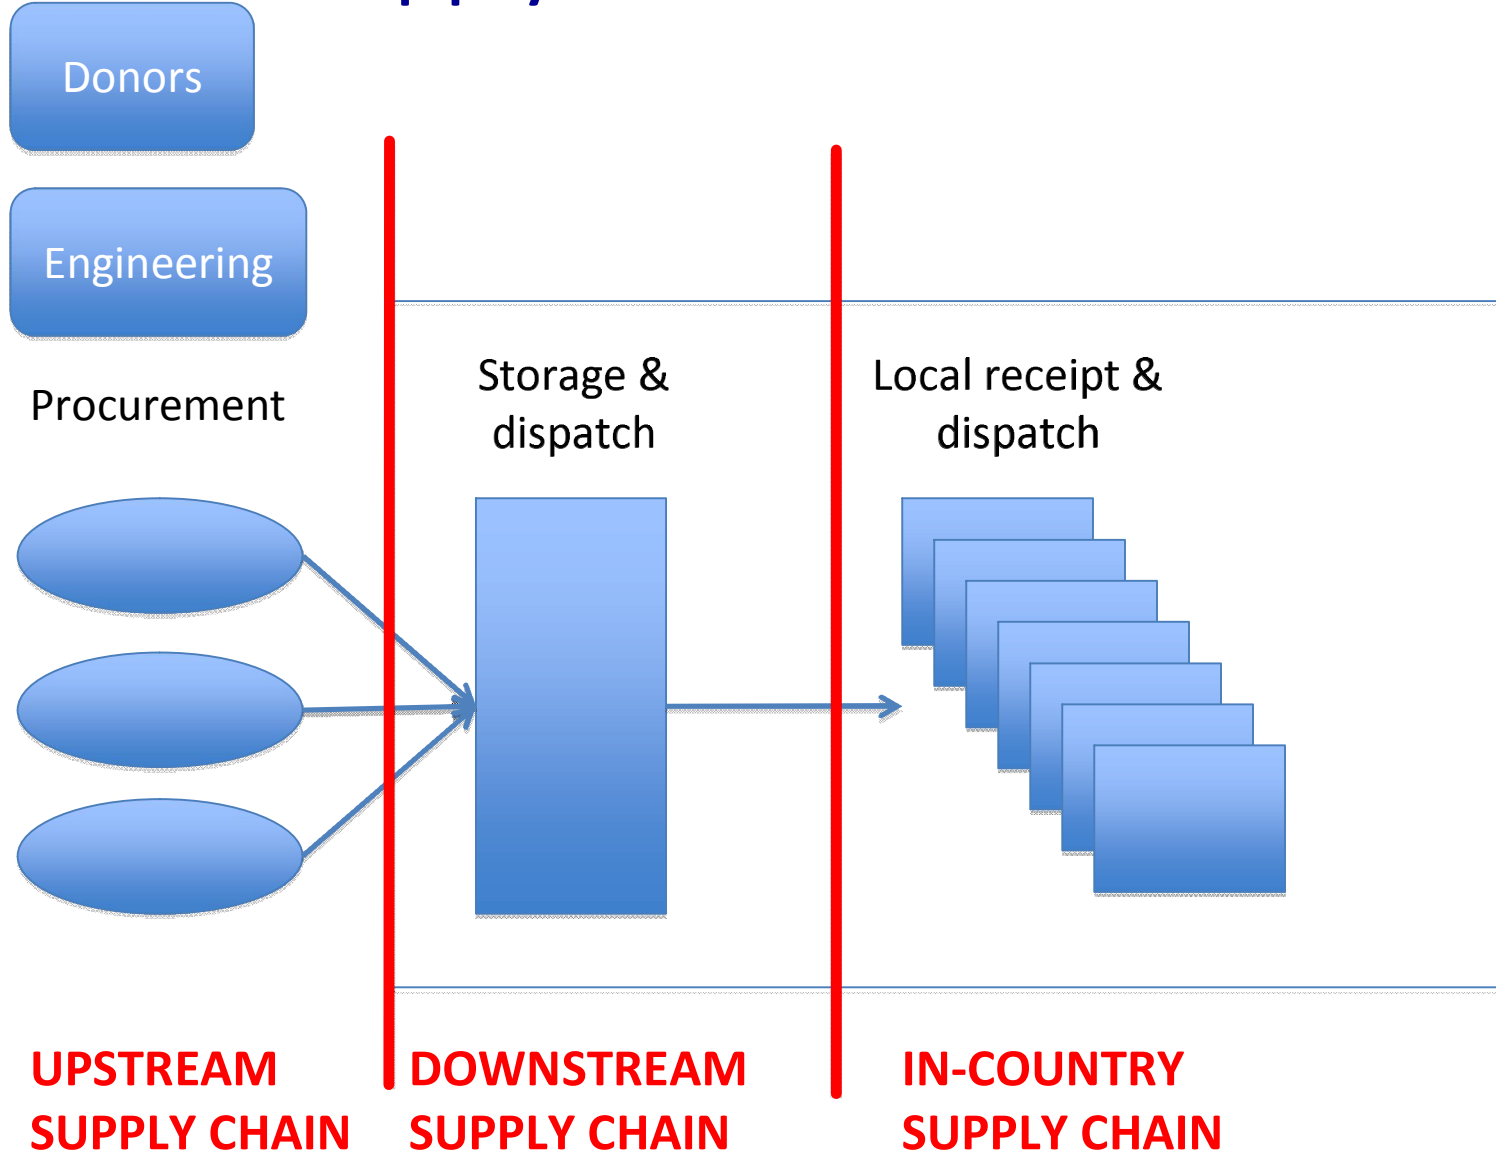 Donors
Engineering
Procurement
Storage &
dispatch
Local receipt &
dispatch
UPSTREAM
SUPPLY CHAIN
DOWNSTREAM
SUPPLY CHAIN
IN-COUNTRY
SUPPLY CHAIN